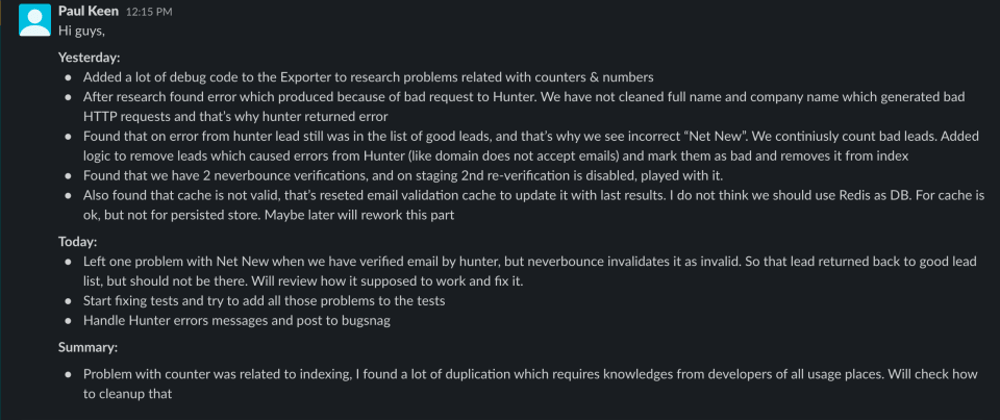 Paul Keen 12:15 PM
Hi guys,
Yesterday:
• Added a lot of debug code to the Exporter to research problems related with counters & numbers
• After research found error which produced because of bad request to Hunter. We have not cleaned full name and company name which generated bad
HTTP requests and that's why hunter returned error
• Found that on error from hunter lead still was in the list of good leads, and that's why we see incorrect “Net New”. We continiusly count bad leads. Added
logic to remove leads which caused errors from Hunter (like domain does not accept emails) and mark them as bad and removes it from index
• Found that we have 2 neverbounce verifications, and on staging 2nd re-verification is disabled, played with it.
• Also found that cache is not valid, that's reseted email validation cache to update it with last results. I do not think we should use Redis as DB. For cache is
ok, but not for persisted store. Maybe later will rework this part
Today:
• Left one problem with Net New when we have verified email by hunter, but neverbounce invalidates it as invalid. So that lead returned back to good lead
list, but should not be there. Will review how it supposed to work and fix it.
• Start fixing tests and try to add all those problems to the tests
• Handle Hunter errors messages and post to bugsnag
Summary:
• Problem with counter was related to indexing, I found a lot of duplication which requires knowledges from developers of all usage places. Will check how
to cleanup that